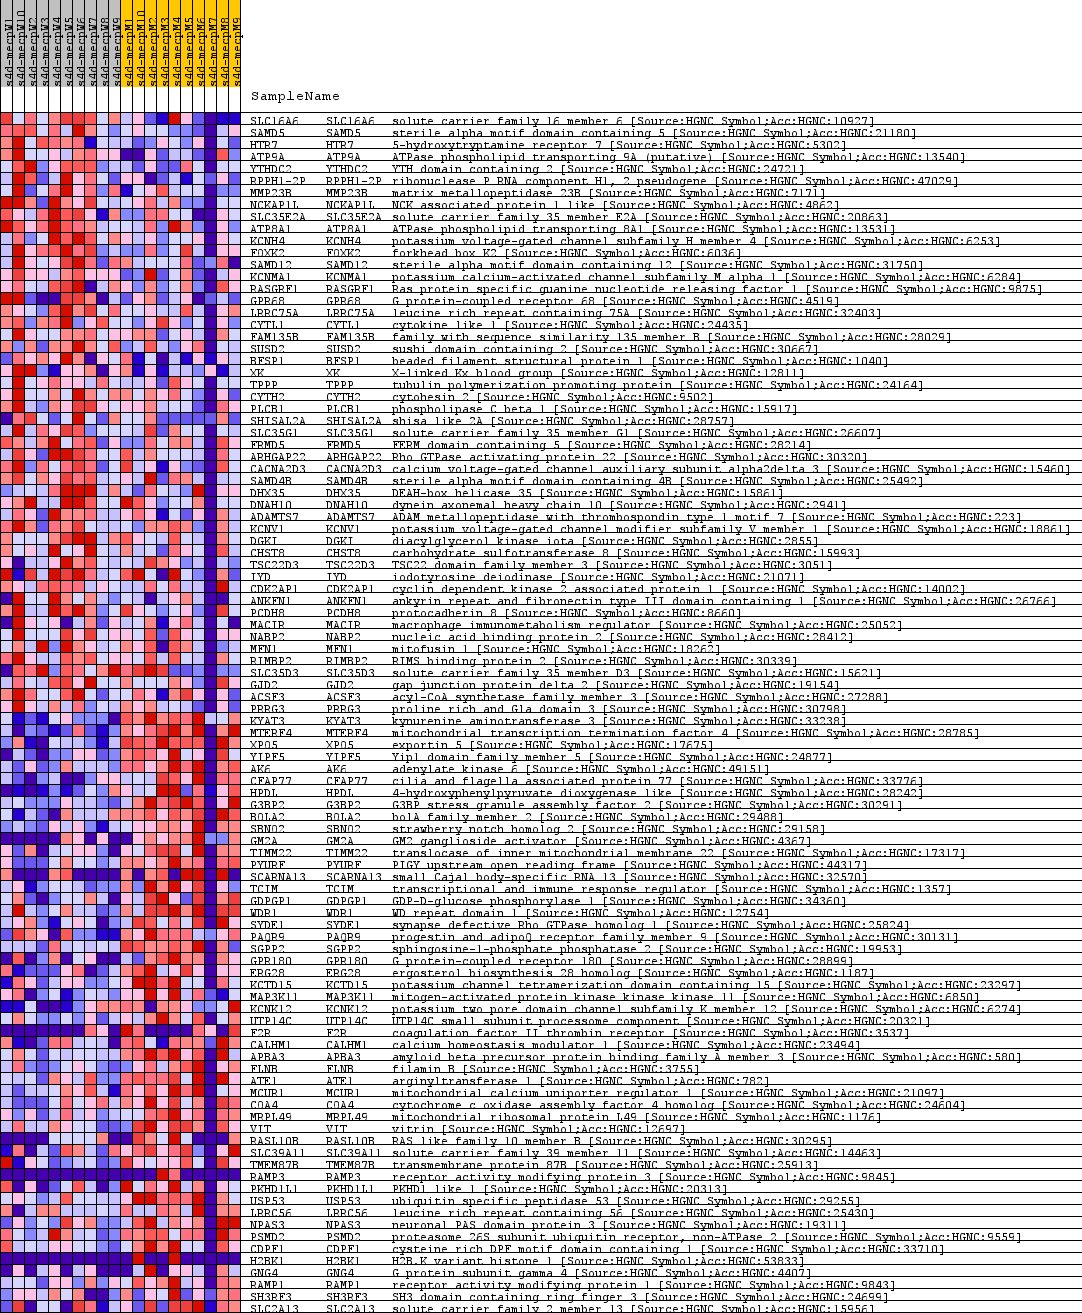 s4d-mecpW1
s4d-mecpW10
s4d-mecpW2
s4d-mecpW3
s4d-mecpW4
s4d-mecpW5
s4d-mecpW6
s4d-mecpW7
s4d-mecpW8
s4d-mecpW9
s4d-mecpM1
s4d-mecpM10
s4d-mecpM2
s4d-mecpM3
s4d-mecpM4
s4d-mecpM5
s4d-mecpM6
s4d-mecpM7
s4d-mecpM8
s4d-mecpM9
SampleName
SLC16A6 SLC16A6 solute carrier family 16 member 6 [Source:HGNC Symbol;Acc:HGNC:10927]
SAMD5 SAMD5 sterile alpha motif domain containing 5 [Source:HGNC Symbol;Acc:HGNC:21180]
HTR7 HTR7 5-hydroxytryptamine receptor 7 [Source:HGNC Symbol;Acc:HGNC:5302]
ATP9A ATP9A ATPase phospholipid transporting 9A (putative) [Source:HGNC Symbol;Acc:HGNC:13540]
YTHDC2 YTHDC2 YTH domain containing 2 [Source:HGNC Symbol;Acc:HGNC:24721]
RPPH1-2P RPPH1-2P ribonuclease P RNA component H1, 2 pseudogene [Source:HGNC Symbol;Acc:HGNC:47029]
MMP23B MMP23B matrix metallopeptidase 23B [Source:HGNC Symbol;Acc:HGNC:7171]
NCKAP1L NCKAP1L NCK associated protein 1 like [Source:HGNC Symbol;Acc:HGNC:4862]
SLC35E2A SLC35E2A solute carrier family 35 member E2A [Source:HGNC Symbol;Acc:HGNC:20863]
ATP8A1 ATP8A1 ATPase phospholipid transporting 8A1 [Source:HGNC Symbol;Acc:HGNC:13531]
KCNH4 KCNH4 potassium voltage-gated channel subfamily H member 4 [Source:HGNC Symbol;Acc:HGNC:6253]
FOXK2 FOXK2 forkhead box K2 [Source:HGNC Symbol;Acc:HGNC:6036]
SAMD12 SAMD12 sterile alpha motif domain containing 12 [Source:HGNC Symbol;Acc:HGNC:31750]
KCNMA1 KCNMA1 potassium calcium-activated channel subfamily M alpha 1 [Source:HGNC Symbol;Acc:HGNC:6284]
RASGRF1 RASGRF1 Ras protein specific guanine nucleotide releasing factor 1 [Source:HGNC Symbol;Acc:HGNC:9875]
GPR68 GPR68 G protein-coupled receptor 68 [Source:HGNC Symbol;Acc:HGNC:4519]
LRRC75A LRRC75A leucine rich repeat containing 75A [Source:HGNC Symbol;Acc:HGNC:32403]
CYTL1 CYTL1 cytokine like 1 [Source:HGNC Symbol;Acc:HGNC:24435]
FAM135B FAM135B family with sequence similarity 135 member B [Source:HGNC Symbol;Acc:HGNC:28029]
SUSD2 SUSD2 sushi domain containing 2 [Source:HGNC Symbol;Acc:HGNC:30667]
BFSP1 BFSP1 beaded filament structural protein 1 [Source:HGNC Symbol;Acc:HGNC:1040]
XK XK X-linked Kx blood group [Source:HGNC Symbol;Acc:HGNC:12811]
TPPP TPPP tubulin polymerization promoting protein [Source:HGNC Symbol;Acc:HGNC:24164]
CYTH2 CYTH2 cytohesin 2 [Source:HGNC Symbol;Acc:HGNC:9502]
PLCB1 PLCB1 phospholipase C beta 1 [Source:HGNC Symbol;Acc:HGNC:15917]
SHISAL2A SHISAL2A shisa like 2A [Source:HGNC Symbol;Acc:HGNC:28757]
SLC35G1 SLC35G1 solute carrier family 35 member G1 [Source:HGNC Symbol;Acc:HGNC:26607]
FRMD5 FRMD5 FERM domain containing 5 [Source:HGNC Symbol;Acc:HGNC:28214]
ARHGAP22 ARHGAP22 Rho GTPase activating protein 22 [Source:HGNC Symbol;Acc:HGNC:30320]
CACNA2D3 CACNA2D3 calcium voltage-gated channel auxiliary subunit alpha2delta 3 [Source:HGNC Symbol;Acc:HGNC:15460]
SAMD4B SAMD4B sterile alpha motif domain containing 4B [Source:HGNC Symbol;Acc:HGNC:25492]
DHX35 DHX35 DEAH-box helicase 35 [Source:HGNC Symbol;Acc:HGNC:15861]
DNAH10 DNAH10 dynein axonemal heavy chain 10 [Source:HGNC Symbol;Acc:HGNC:2941]
ADAMTS7 ADAMTS7 ADAM metallopeptidase with thrombospondin type 1 motif 7 [Source:HGNC Symbol;Acc:HGNC:223]
KCNV1 KCNV1 potassium voltage-gated channel modifier subfamily V member 1 [Source:HGNC Symbol;Acc:HGNC:18861]
DGKI DGKI diacylglycerol kinase iota [Source:HGNC Symbol;Acc:HGNC:2855]
CHST8 CHST8 carbohydrate sulfotransferase 8 [Source:HGNC Symbol;Acc:HGNC:15993]
TSC22D3 TSC22D3 TSC22 domain family member 3 [Source:HGNC Symbol;Acc:HGNC:3051]
IYD IYD iodotyrosine deiodinase [Source:HGNC Symbol;Acc:HGNC:21071]
CDK2AP1 CDK2AP1 cyclin dependent kinase 2 associated protein 1 [Source:HGNC Symbol;Acc:HGNC:14002]
ANKFN1 ANKFN1 ankyrin repeat and fibronectin type III domain containing 1 [Source:HGNC Symbol;Acc:HGNC:26766]
PCDH8 PCDH8 protocadherin 8 [Source:HGNC Symbol;Acc:HGNC:8660]
MACIR MACIR macrophage immunometabolism regulator [Source:HGNC Symbol;Acc:HGNC:25052]
NABP2 NABP2 nucleic acid binding protein 2 [Source:HGNC Symbol;Acc:HGNC:28412]
MFN1 MFN1 mitofusin 1 [Source:HGNC Symbol;Acc:HGNC:18262]
RIMBP2 RIMBP2 RIMS binding protein 2 [Source:HGNC Symbol;Acc:HGNC:30339]
SLC35D3 SLC35D3 solute carrier family 35 member D3 [Source:HGNC Symbol;Acc:HGNC:15621]
GJD2 GJD2 gap junction protein delta 2 [Source:HGNC Symbol;Acc:HGNC:19154]
ACSF3 ACSF3 acyl-CoA synthetase family member 3 [Source:HGNC Symbol;Acc:HGNC:27288]
PRRG3 PRRG3 proline rich and Gla domain 3 [Source:HGNC Symbol;Acc:HGNC:30798]
KYAT3 KYAT3 kynurenine aminotransferase 3 [Source:HGNC Symbol;Acc:HGNC:33238]
MTERF4 MTERF4 mitochondrial transcription termination factor 4 [Source:HGNC Symbol;Acc:HGNC:28785]
XPO5 XPO5 exportin 5 [Source:HGNC Symbol;Acc:HGNC:17675]
YIPF5 YIPF5 Yip1 domain family member 5 [Source:HGNC Symbol;Acc:HGNC:24877]
AK6 AK6 adenylate kinase 6 [Source:HGNC Symbol;Acc:HGNC:49151]
CFAP77 CFAP77 cilia and flagella associated protein 77 [Source:HGNC Symbol;Acc:HGNC:33776]
HPDL HPDL 4-hydroxyphenylpyruvate dioxygenase like [Source:HGNC Symbol;Acc:HGNC:28242]
G3BP2 G3BP2 G3BP stress granule assembly factor 2 [Source:HGNC Symbol;Acc:HGNC:30291]
BOLA2 BOLA2 bolA family member 2 [Source:HGNC Symbol;Acc:HGNC:29488]
SBNO2 SBNO2 strawberry notch homolog 2 [Source:HGNC Symbol;Acc:HGNC:29158]
GM2A GM2A GM2 ganglioside activator [Source:HGNC Symbol;Acc:HGNC:4367]
TIMM22 TIMM22 translocase of inner mitochondrial membrane 22 [Source:HGNC Symbol;Acc:HGNC:17317]
PYURF PYURF PIGY upstream open reading frame [Source:HGNC Symbol;Acc:HGNC:44317]
SCARNA13 SCARNA13 small Cajal body-specific RNA 13 [Source:HGNC Symbol;Acc:HGNC:32570]
TCIM TCIM transcriptional and immune response regulator [Source:HGNC Symbol;Acc:HGNC:1357]
GDPGP1 GDPGP1 GDP-D-glucose phosphorylase 1 [Source:HGNC Symbol;Acc:HGNC:34360]
WDR1 WDR1 WD repeat domain 1 [Source:HGNC Symbol;Acc:HGNC:12754]
SYDE1 SYDE1 synapse defective Rho GTPase homolog 1 [Source:HGNC Symbol;Acc:HGNC:25824]
PAQR9 PAQR9 progestin and adipoQ receptor family member 9 [Source:HGNC Symbol;Acc:HGNC:30131]
SGPP2 SGPP2 sphingosine-1-phosphate phosphatase 2 [Source:HGNC Symbol;Acc:HGNC:19953]
GPR180 GPR180 G protein-coupled receptor 180 [Source:HGNC Symbol;Acc:HGNC:28899]
ERG28 ERG28 ergosterol biosynthesis 28 homolog [Source:HGNC Symbol;Acc:HGNC:1187]
KCTD15 KCTD15 potassium channel tetramerization domain containing 15 [Source:HGNC Symbol;Acc:HGNC:23297]
MAP3K11 MAP3K11 mitogen-activated protein kinase kinase kinase 11 [Source:HGNC Symbol;Acc:HGNC:6850]
KCNK12 KCNK12 potassium two pore domain channel subfamily K member 12 [Source:HGNC Symbol;Acc:HGNC:6274]
UTP14C UTP14C UTP14C small subunit processome component [Source:HGNC Symbol;Acc:HGNC:20321]
F2R F2R coagulation factor II thrombin receptor [Source:HGNC Symbol;Acc:HGNC:3537]
CALHM1 CALHM1 calcium homeostasis modulator 1 [Source:HGNC Symbol;Acc:HGNC:23494]
APBA3 APBA3 amyloid beta precursor protein binding family A member 3 [Source:HGNC Symbol;Acc:HGNC:580]
FLNB FLNB filamin B [Source:HGNC Symbol;Acc:HGNC:3755]
ATE1 ATE1 arginyltransferase 1 [Source:HGNC Symbol;Acc:HGNC:782]
MCUR1 MCUR1 mitochondrial calcium uniporter regulator 1 [Source:HGNC Symbol;Acc:HGNC:21097]
COA4 COA4 cytochrome c oxidase assembly factor 4 homolog [Source:HGNC Symbol;Acc:HGNC:24604]
MRPL49 MRPL49 mitochondrial ribosomal protein L49 [Source:HGNC Symbol;Acc:HGNC:1176]
VIT VIT vitrin [Source:HGNC Symbol;Acc:HGNC:12697]
RASL10B RASL10B RAS like family 10 member B [Source:HGNC Symbol;Acc:HGNC:30295]
SLC39A11 SLC39A11 solute carrier family 39 member 11 [Source:HGNC Symbol;Acc:HGNC:14463]
TMEM87B TMEM87B transmembrane protein 87B [Source:HGNC Symbol;Acc:HGNC:25913]
RAMP3 RAMP3 receptor activity modifying protein 3 [Source:HGNC Symbol;Acc:HGNC:9845]
PKHD1L1 PKHD1L1 PKHD1 like 1 [Source:HGNC Symbol;Acc:HGNC:20313]
USP53 USP53 ubiquitin specific peptidase 53 [Source:HGNC Symbol;Acc:HGNC:29255]
LRRC56 LRRC56 leucine rich repeat containing 56 [Source:HGNC Symbol;Acc:HGNC:25430]
NPAS3 NPAS3 neuronal PAS domain protein 3 [Source:HGNC Symbol;Acc:HGNC:19311]
PSMD2 PSMD2 proteasome 26S subunit ubiquitin receptor, non-ATPase 2 [Source:HGNC Symbol;Acc:HGNC:9559]
CDPF1 CDPF1 cysteine rich DPF motif domain containing 1 [Source:HGNC Symbol;Acc:HGNC:33710]
H2BK1 H2BK1 H2B.K variant histone 1 [Source:HGNC Symbol;Acc:HGNC:53833]
GNG4 GNG4 G protein subunit gamma 4 [Source:HGNC Symbol;Acc:HGNC:4407]
RAMP1 RAMP1 receptor activity modifying protein 1 [Source:HGNC Symbol;Acc:HGNC:9843]
SH3RF3 SH3RF3 SH3 domain containing ring finger 3 [Source:HGNC Symbol;Acc:HGNC:24699]
SLC2A13 SLC2A13 solute carrier family 2 member 13 [Source:HGNC Symbol;Acc:HGNC:15956]